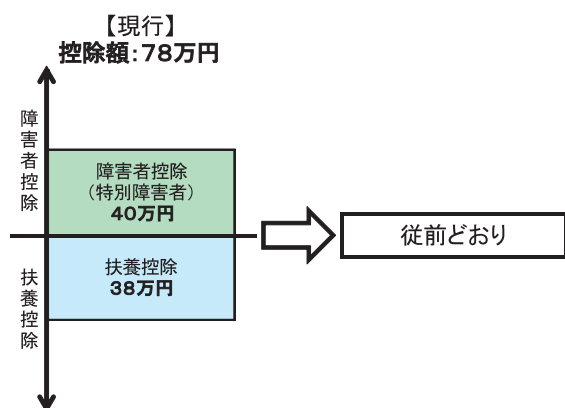 【現行】
控除額：78万円
障害者控除
障害者控除
（特別障害者）
40万円
従前どおり
扶養控除
扶養控除
38万円